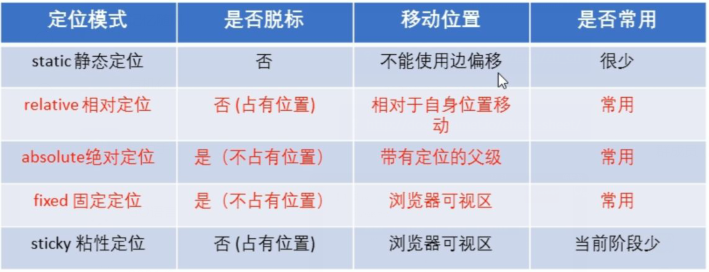 定位模式 是否脱标 移动位置 是否常用
static 静态定位 否 不能使用边偏移 很少
relative 相对定位 否 (占有位置) 相对于自身位置移动 常用
absolute绝对定位 是（不占有位置） 带有定位的父级 常用
fixed 固定定位 是（不占有位置） 浏览器可视区 常用
sticky 粘性定位 否 (占有位置) 浏览器可视区 当前阶段少